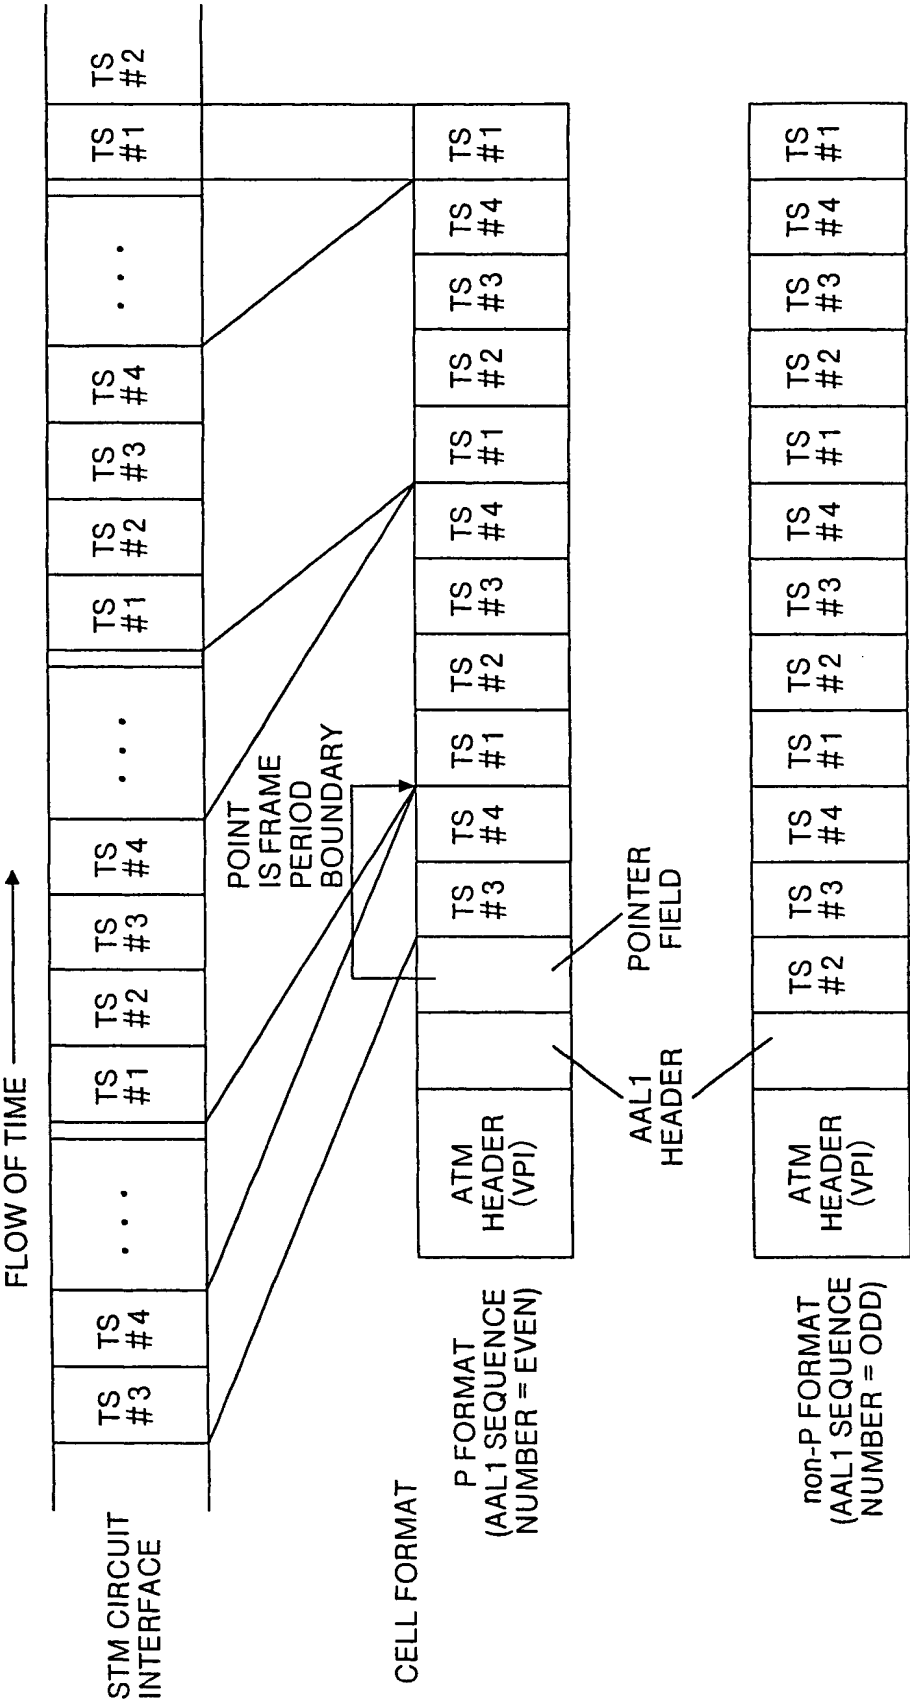 FLOW OF TIME
STM CIRCUIT
INTERFACE
TS
#3
TS
#4
. . .
TS
#1
TS
#2
TS
#3
TS
#4
. . .
TS
#1
TS
#2
TS
#3
TS
#4
. . .
TS
#1
TS
#2
POINT
IS FRAME
PERIOD
BOUNDARY
CELL FORMAT
P FORMAT
(AAL1 SEQUENCE
NUMBER = EVEN)
ATM
HEADER
(VPI)
TS
#3
TS
#4
TS
#1
TS
#2
TS
#3
TS
#4
TS
#1
TS
#2
TS
#3
TS
#4
TS
#1
AAL1
HEADER
POINTER
FIELD
non-P FORMAT
(AAL1 SEQUENCE
NUMBER = ODD)
ATM
HEADER
(VPI)
TS
#2
TS
#3
TS
#4
TS
#1
TS
#2
TS
#3
TS
#4
TS
#1
TS
#2
TS
#3
TS
#4
TS
#1